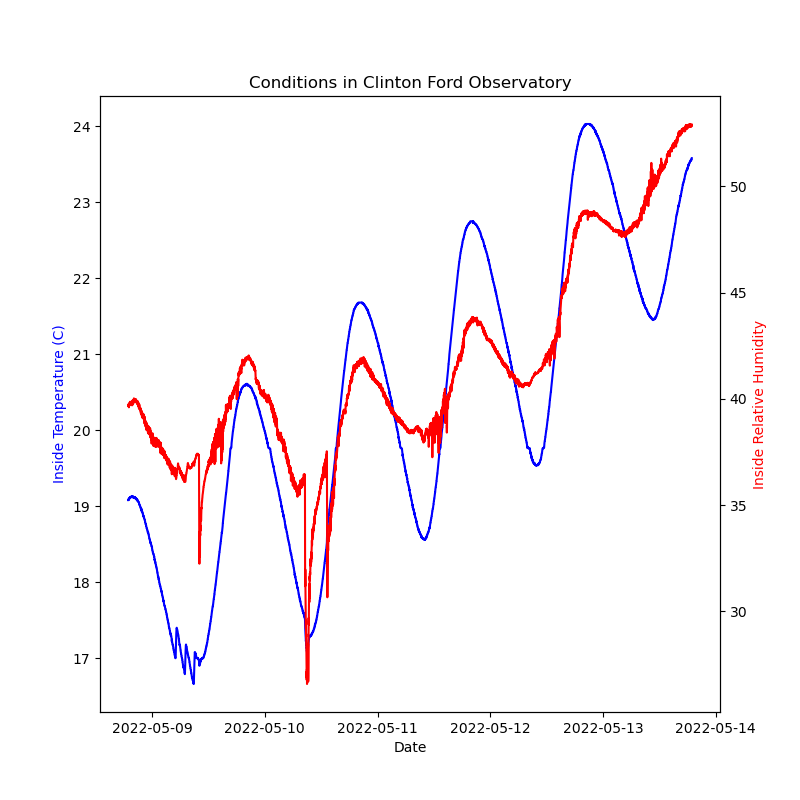 Conditions in Clinton Ford Observatory
24
23
22
21
20
19
18
17
Inside Temperature (C)
50
45
40
35
30
Inside Relative Humidity
2022-05-09 2022-05-10 2022-05-11 2022-05-12 2022-05-13 2022-05-14
Date